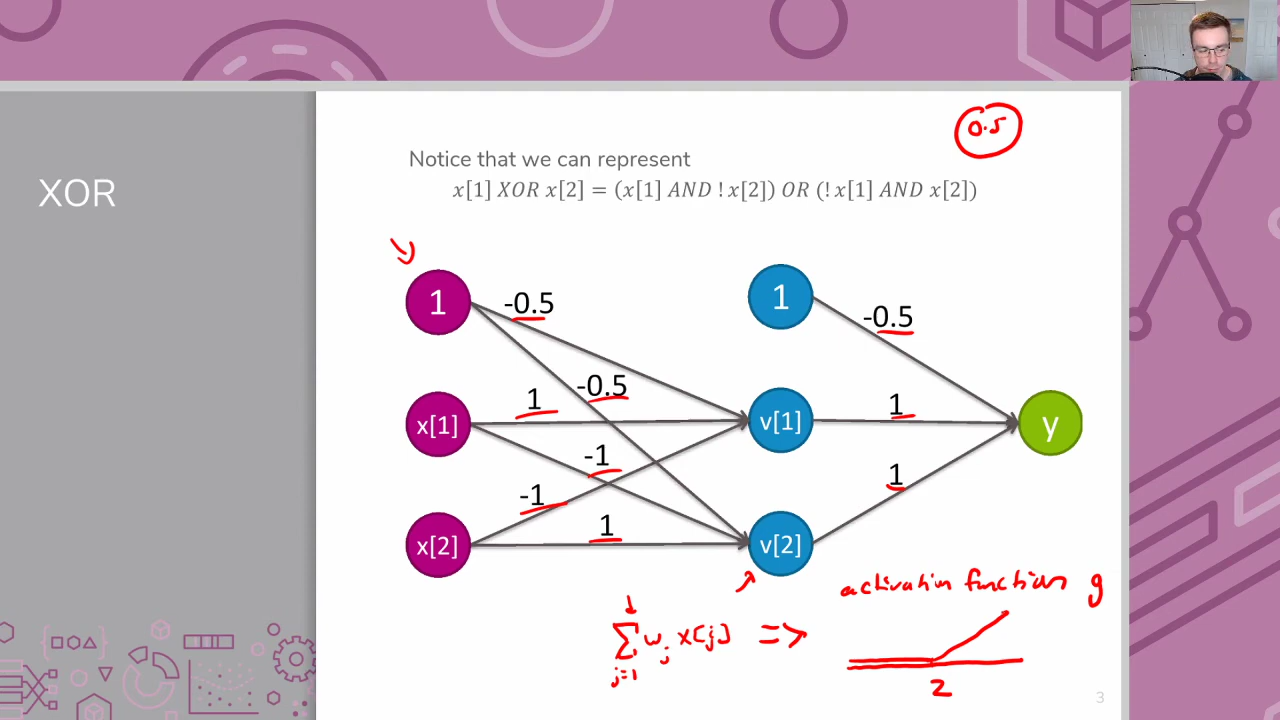 0.5
Notice that we can represent
x[1] XOR x[2] = (x[1] AND ! x[2]) OR (! x[1] AND x[2])
XOR
1
-0.5
1
-0.5
-0.5
1
x[1]
v[1]
1
y
-1
-1
1
x[2]
1
v[2]
activation function g
d
∑ w_j x[j] =>
j=1
z
3